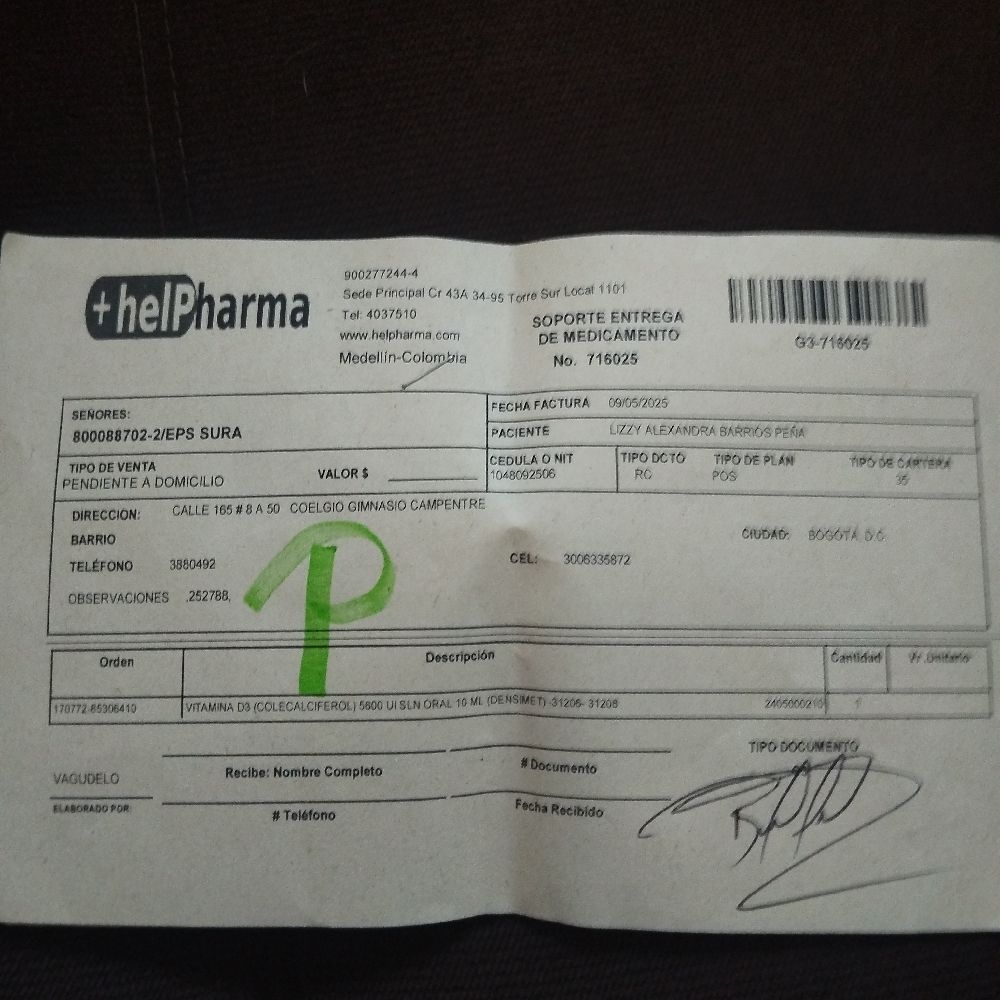 +helPharma
900277244-4
Sede Principal Cr 43A 34-95 Torre Sur Local 1101
Tel: 4037510
www.helpharma.com
Medellín-Colombia
SOPORTE ENTREGA
DE MEDICAMENTO
No. 716025
G3-716025
SEÑORES:
800088702-2/EPS SURA
FECHA FACTURA 09/05/2025
PACIENTE LIZZY ALEXANDRA BARRIOS PEÑA
TIPO DE VENTA
PENDIENTE A DOMICILIO
VALOR $
CEDULA O NIT
1048092506
TIPO DCTO
RC
TIPO DE PLAN
POS
TIPO DE CARTERA
35
DIRECCION: CALLE 165 # 8 A 50 COELGIO GIMNASIO CAMPENTRE
BARRIO
CIUDAD: BOGOTA D.C.
TELÉFONO 3880492
CEL: 3006335872
OBSERVACIONES .252788,
P
Orden Descripción Cantidad Vr.Unitario
170772-85306410 VITAMINA D3 (COLECALCIFEROL) 5600 UI SLN ORAL 10 ML (DENSIMET) -31206- 31206 1
TIPO DOCUMENTO
VAGUDELO
ELABORADO POR:
Recibe: Nombre Completo
# Documento
# Teléfono
Fecha Recibido